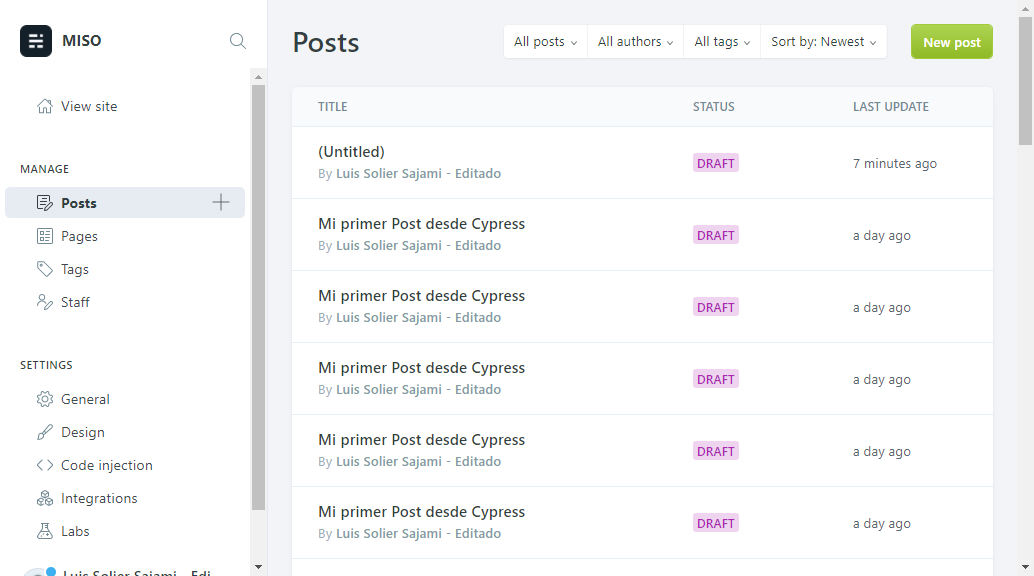 MISO
View site
MANAGE
Posts
Pages
Tags
Staff
SETTINGS
General
Design
Code injection
Integrations
Labs
Luis Solier Sajami - Edi
Posts
All posts
All authors
All tags
Sort by: Newest
New post
TITLE STATUS LAST UPDATE
(Untitled)
By Luis Solier Sajami - Editado
DRAFT
7 minutes ago
Mi primer Post desde Cypress
By Luis Solier Sajami - Editado
DRAFT
a day ago
Mi primer Post desde Cypress
By Luis Solier Sajami - Editado
DRAFT
a day ago
Mi primer Post desde Cypress
By Luis Solier Sajami - Editado
DRAFT
a day ago
Mi primer Post desde Cypress
By Luis Solier Sajami - Editado
DRAFT
a day ago
Mi primer Post desde Cypress
By Luis Solier Sajami - Editado
DRAFT
a day ago